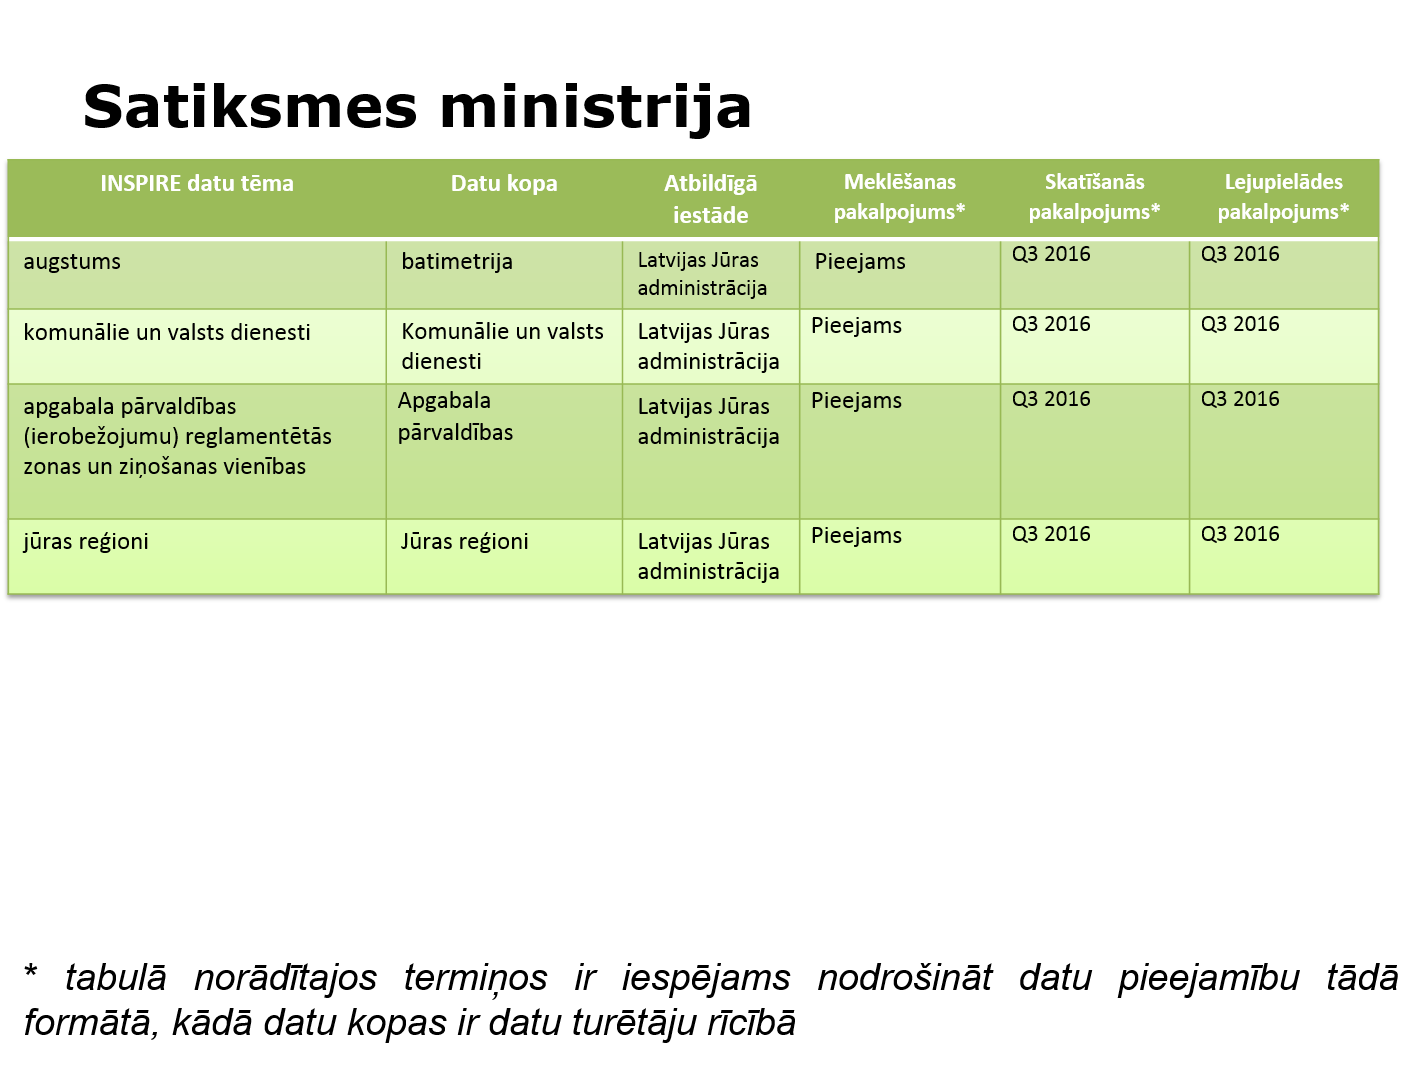 Satiksmes ministrija
INSPIRE datu tēma
Datu kopa
Atbildīgā
iestāde
Meklēšanas
pakalpojums*
Skatīšanās
pakalpojums*
Lejupielādes
pakalpojums*
augstums
batimetrija
Latvijas Jūras
administrācija
Pieejams
Q3 2016
Q3 2016
komunālie un valsts dienesti
Komunālie un valsts
dienesti
Latvijas Jūras
administrācija
Pieejams
Q3 2016
Q3 2016
apgabala pārvaldības
(ierobežojumu) reglamentētās
zonas un ziņošanas vienības
Apgabala
pārvaldības
Latvijas Jūras
administrācija
Pieejams
Q3 2016
Q3 2016
jūras reģioni
Jūras reģioni
Latvijas Jūras
administrācija
Pieejams
Q3 2016
Q3 2016
* tabulā norādītajos termiņos ir iespējams nodrošināt datu pieejamību tādā
formātā, kādā datu kopas ir datu turētāju rīcībā